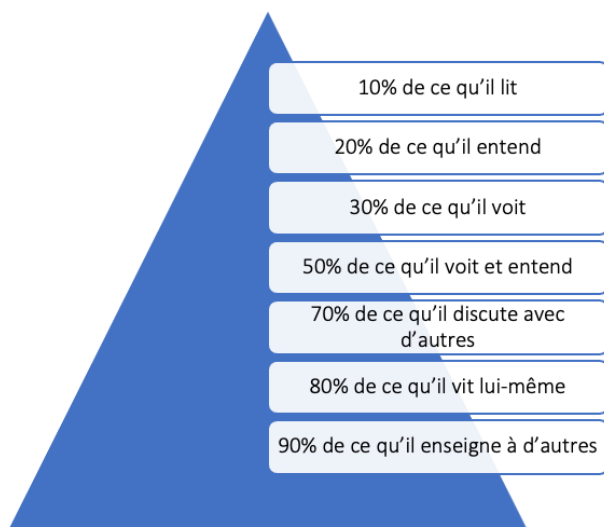 10% de ce qu’il lit
20% de ce qu’il entend
30% de ce qu’il voit
50% de ce qu’il voit et entend
70% de ce qu’il discute avec
d’autres
80% de ce qu’il vit lui-même
90% de ce qu’il enseigne à d’autres